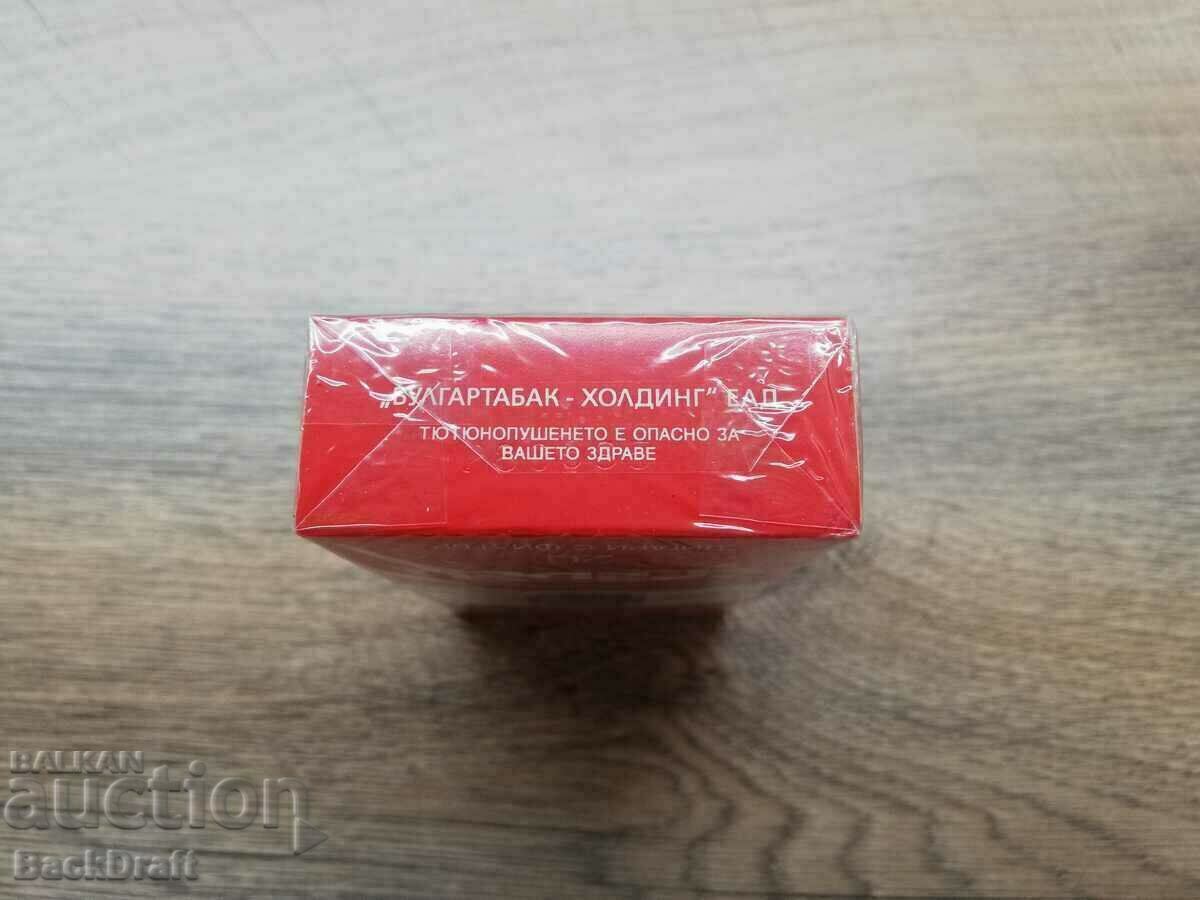 „БУЛГАРТАБАК - ХОЛДИНГ" ЕАД
ТЮТЮНОПУШЕНЕТО Е ОПАСНО ЗА
ВАШЕТО ЗДРАВЕ
BALKAN
auction
BackDraft